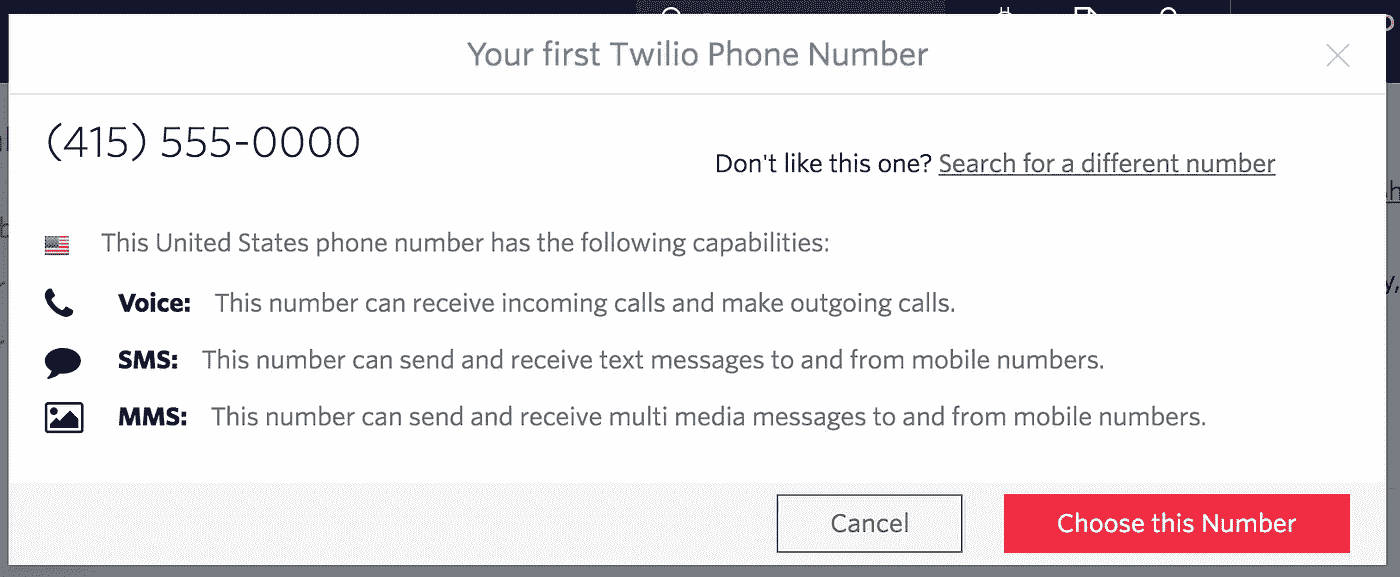 Your first Twilio Phone Number
(415) 555-0000
Don't like this one? Search for a different number
This United States phone number has the following capabilities:
Voice: This number can receive incoming calls and make outgoing calls.
SMS: This number can send and receive text messages to and from mobile numbers.
MMS: This number can send and receive multi media messages to and from mobile numbers.
Cancel
Choose this Number